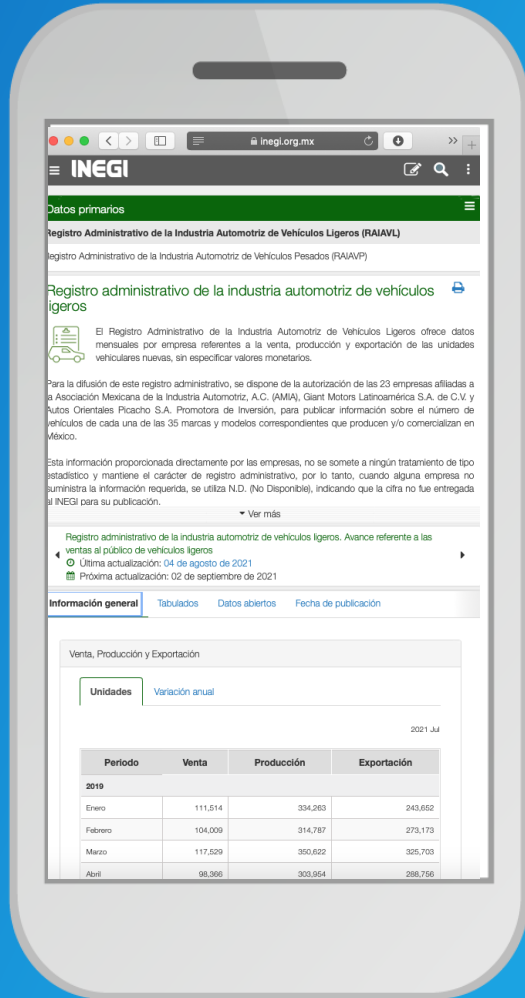 inegi.org.mx
INEGI
Datos primarios
Registro Administrativo de la Industria Automotriz de Vehículos Ligeros (RAIAVL)
Registro Administrativo de la Industria Automotriz de Vehículos Pesados (RAIAVP)
Registro administrativo de la industria automotriz de vehículos
ligeros
El Registro Administrativo de la Industria Automotriz de Vehículos Ligeros ofrece datos
mensuales por empresa referentes a la venta, producción y exportación de las unidades
vehiculares nuevas, sin especificar valores monetarios.
Para la difusión de este registro administrativo, se dispone de la autorización de las 23 empresas afiliadas a
la Asociación Mexicana de la Industria Automotriz, A.C. (AMIA), Giant Motors Latinoamérica S.A. de C.V. y
Autos Orientales Picacho S.A. Promotora de Inversión, para publicar información sobre el número de
vehículos de cada una de las 35 marcas y modelos correspondientes que producen y/o comercializan en
México.
Esta información proporcionada directamente por las empresas, no se somete a ningún tratamiento de tipo
estadístico y mantiene el carácter de registro administrativo, por lo tanto, cuando alguna empresa no
suministra la información requerida, se utiliza N.D. (No Disponible), indicando que la cifra no fue entregada
al INEGI para su publicación.
Ver más
Registro administrativo de la industria automotriz de vehículos ligeros. Avance referente a las
ventas al público de vehículos ligeros
Última actualización: 04 de agosto de 2021
Próxima actualización: 02 de septiembre de 2021
Información general Tabulados Datos abiertos Fecha de publicación
Venta, Producción y Exportación
Unidades Variación anual
2021 Jul
Periodo Venta Producción Exportación
2019
Enero 111,514 334,263 243,652
Febrero 104,009 314,787 273,173
Marzo 117,529 350,622 325,703
Abril 98,366 303,954 288,756